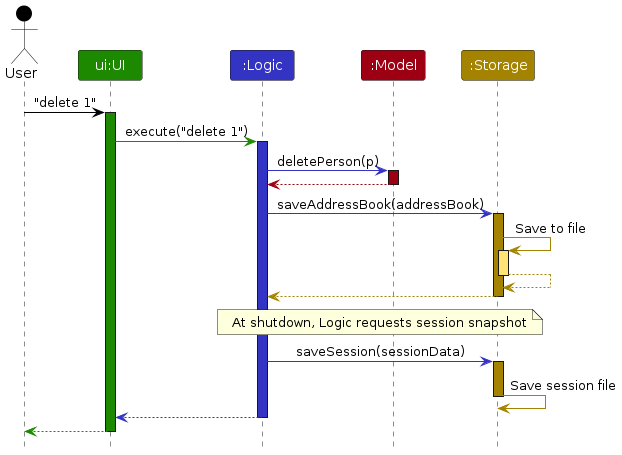 User
ui:UI
:Logic
:Model
:Storage
"delete 1"
execute("delete 1")
deletePerson(p)
saveAddressBook(addressBook)
Save to file
At shutdown, Logic requests session snapshot
saveSession(sessionData)
Save session file